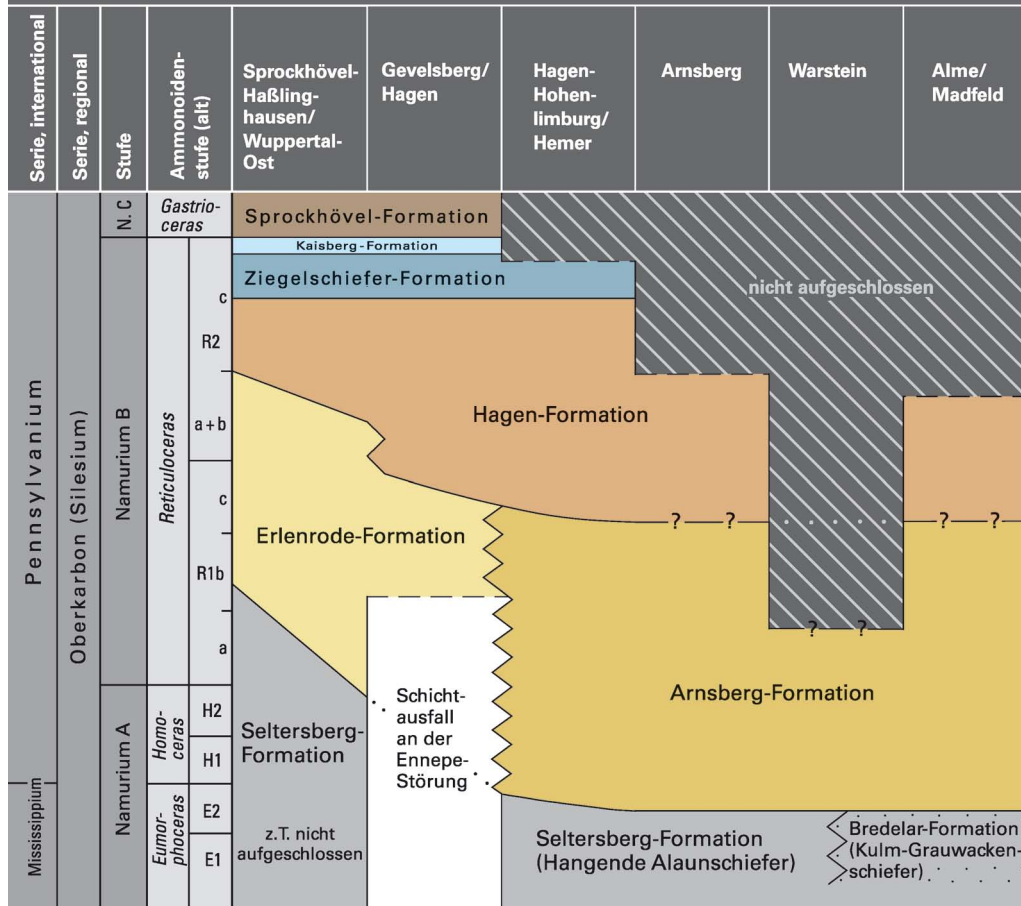 Serie, international
Serie, regional
Stufe
Ammonoiden-
stufe (alt)
Sprockhövel-
Haßling-
hausen/
Wuppertal-
Ost
Gevelsberg/
Hagen
Hagen-
Hohen-
limburg/
Hemer
Arnsberg
Warstein
Alme/
Madfeld
Pennsylvanium
Mississippium
Oberkarbon (Silesium)
N. C
Namurium B
Namurium A
Gastrio-
ceras
Reticuloceras
Homo-
ceras
Eumor-
phoceras
c
R2
a + b
c
R1b
a
H2
H1
E2
E1
Sprockhövel-Formation
Kaisberg-Formation
Ziegelschiefer-Formation
nicht aufgeschlossen
Hagen-Formation
? ? ? ?
Erlenrode-Formation
? ?
Arnsberg-Formation
Schicht-
ausfall
an der
Ennepe-
Störung
Seltersberg-
Formation
z.T. nicht
aufgeschlossen
Seltersberg-Formation
(Hangende Alaunschiefer)
Bredelar-Formation
(Kulm-Grauwacken-
schiefer)